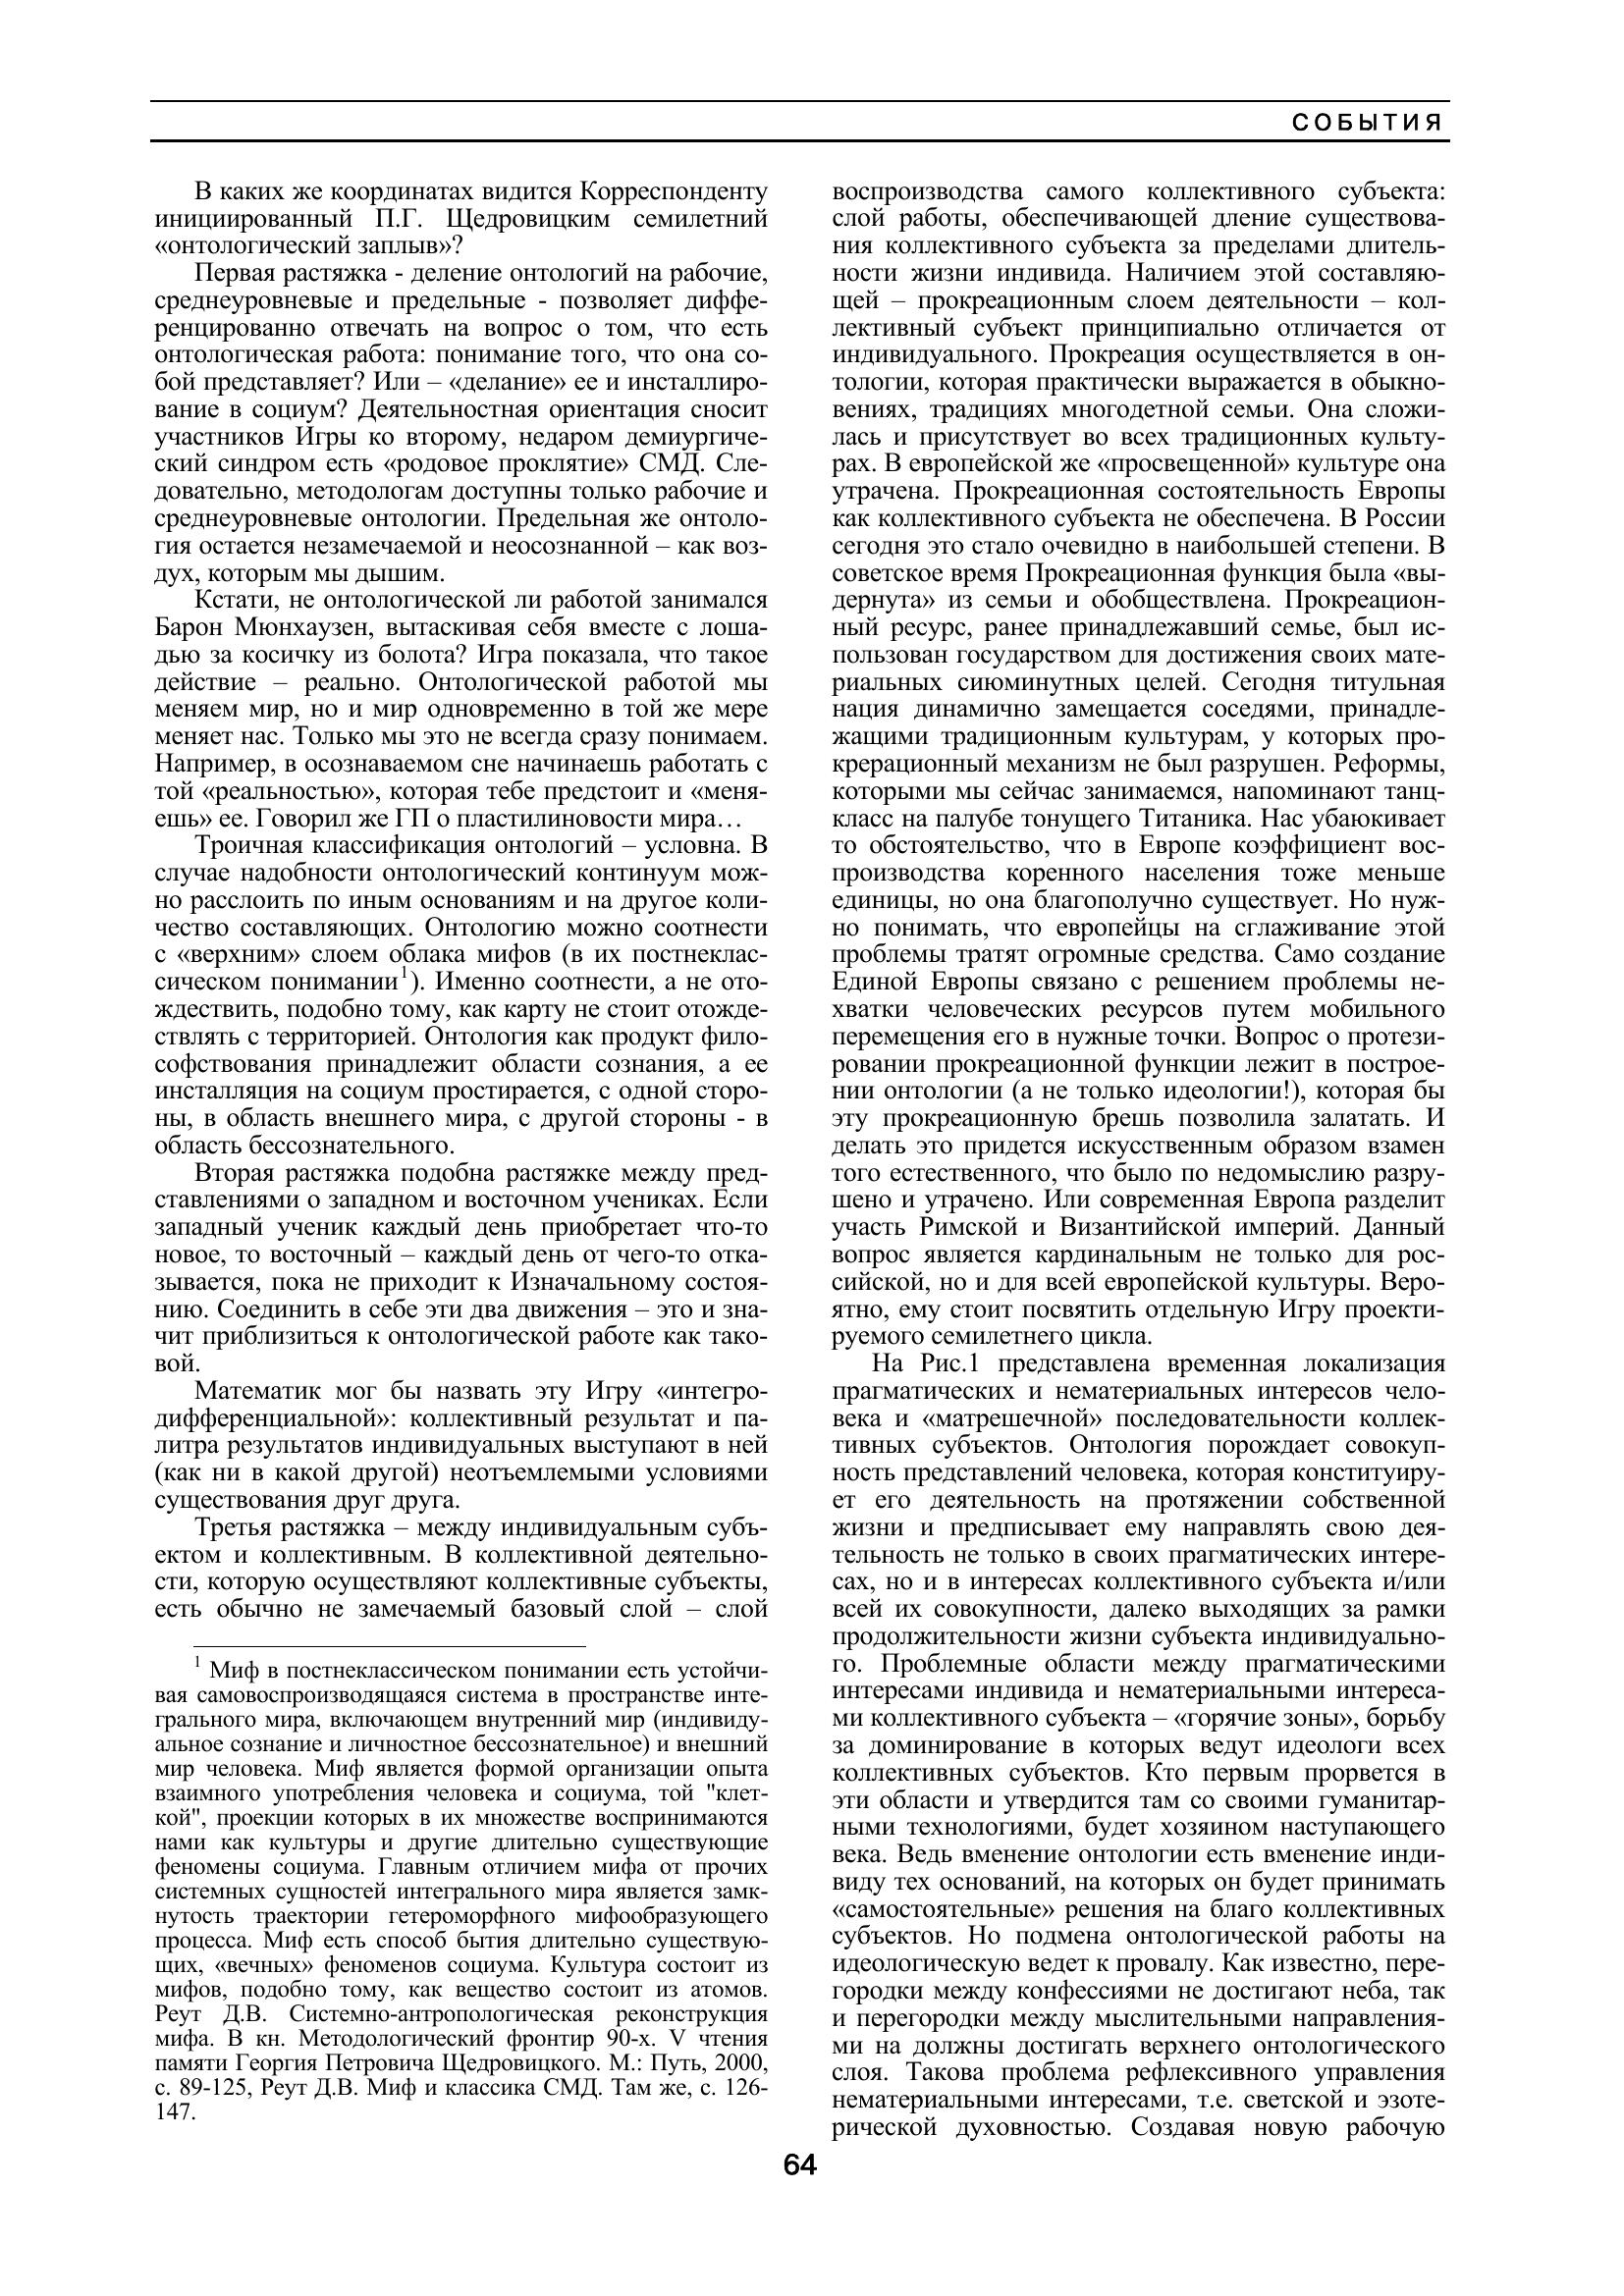 СОБЫТИЯ
В каких же координатах видится Корреспонденту
инициированный П.Г. Щедровицким семилетний
«онтологический заплыв»?
Первая растяжка - деление онтологий на рабочие,
среднеуровневые и предельные - позволяет диффе-
ренцированно отвечать на вопрос о том, что есть
онтологическая работа: понимание того, что она со-
бой представляет? Или – «делание» ее и инсталлиро-
вание в социум? Деятельностная ориентация сносит
участников Игры ко второму, недаром демиургиче-
ский синдром есть «родовое проклятие» СМД. Сле-
довательно, методологам доступны только рабочие и
среднеуровневые онтологии. Предельная же онтоло-
гия остается незамечаемой и неосознанной – как воз-
дух, которым мы дышим.
Кстати, не онтологической ли работой занимался
Барон Мюнхаузен, вытаскивая себя вместе с лоша-
дью за косичку из болота? Игра показала, что такое
действие – реально. Онтологической работой мы
меняем мир, но и мир одновременно в той же мере
меняет нас. Только мы это не всегда сразу понимаем.
Например, в осознаваемом сне начинаешь работать с
той «реальностью», которая тебе предстоит и «меня-
ешь» ее. Говорил же ГП о пластилиновости мира…
Троичная классификация онтологий – условна. В
случае надобности онтологический континуум мож-
но расслоить по иным основаниям и на другое коли-
чество составляющих. Онтологию можно соотнести
с «верхним» слоем облака мифов (в их постнеклас-
сическом понимании1). Именно соотнести, а не ото-
ждествить, подобно тому, как карту не стоит отожде-
ствлять с территорией. Онтология как продукт фило-
софствования принадлежит области сознания, а ее
инсталляция на социум простирается, с одной сторо-
ны, в область внешнего мира, с другой стороны - в
область бессознательного.
Вторая растяжка подобна растяжке между пред-
ставлениями о западном и восточном учениках. Если
западный ученик каждый день приобретает что-то
новое, то восточный – каждый день от чего-то отка-
зывается, пока не приходит к Изначальному состоя-
нию. Соединить в себе эти два движения – это и зна-
чит приблизиться к онтологической работе как тако-
вой.
Математик мог бы назвать эту Игру «интегро-
дифференциальной»: коллективный результат и па-
литра результатов индивидуальных выступают в ней
(как ни в какой другой) неотъемлемыми условиями
существования друг друга.
Третья растяжка – между индивидуальным субъ-
ектом и коллективным. В коллективной деятельно-
сти, которую осуществляют коллективные субъекты,
есть обычно не замечаемый базовый слой – слой
1 Миф в постнеклассическом понимании есть устойчи-
вая самовоспроизводящаяся система в пространстве инте-
грального мира, включающем внутренний мир (индивиду-
альное сознание и личностное бессознательное) и внешний
мир человека. Миф является формой организации опыта
взаимного употребления человека и социума, той "клет-
кой", проекции которых в их множестве воспринимаются
нами как культуры и другие длительно существующие
феномены социума. Главным отличием мифа от прочих
системных сущностей интегрального мира является замк-
нутость траектории гетероморфного мифообразующего
процесса. Миф есть способ бытия длительно существую-
щих, «вечных» феноменов социума. Культура состоит из
мифов, подобно тому, как вещество состоит из атомов.
Реут Д.В. Системно-антропологическая реконструкция
мифа. В кн. Методологический фронтир 90-х. V чтения
памяти Георгия Петровича Щедровицкого. М.: Путь, 2000,
с. 89-125, Реут Д.В. Миф и классика СМД. Там же, с. 126-
147.
воспроизводства самого коллективного субъекта:
слой работы, обеспечивающей дление существова-
ния коллективного субъекта за пределами длитель-
ности жизни индивида. Наличием этой составляю-
щей – прокреационным слоем деятельности – кол-
лективный субъект принципиально отличается от
индивидуального. Прокреация осуществляется в он-
тологии, которая практически выражается в обыкно-
вениях, традициях многодетной семьи. Она сложи-
лась и присутствует во всех традиционных культу-
рах. В европейской же «просвещенной» культуре она
утрачена. Прокреационная состоятельность Европы
как коллективного субъекта не обеспечена. В России
сегодня это стало очевидно в наибольшей степени. В
советское время Прокреационная функция была «вы-
дернута» из семьи и обобществлена. Прокреацион-
ный ресурс, ранее принадлежавший семье, был ис-
пользован государством для достижения своих мате-
риальных сиюминутных целей. Сегодня титульная
нация динамично замещается соседями, принадле-
жащими традиционным культурам, у которых про-
крерационный механизм не был разрушен. Реформы,
которыми мы сейчас занимаемся, напоминают танц-
класс на палубе тонущего Титаника. Нас убаюкивает
то обстоятельство, что в Европе коэффициент вос-
производства коренного населения тоже меньше
единицы, но она благополучно существует. Но нуж-
но понимать, что европейцы на сглаживание этой
проблемы тратят огромные средства. Само создание
Единой Европы связано с решением проблемы не-
хватки человеческих ресурсов путем мобильного
перемещения его в нужные точки. Вопрос о протези-
ровании прокреационной функции лежит в построе-
нии онтологии (а не только идеологии!), которая бы
эту прокреационную брешь позволила залатать. И
делать это придется искусственным образом взамен
того естественного, что было по недомыслию разру-
шено и утрачено. Или современная Европа разделит
участь Римской и Византийской империй. Данный
вопрос является кардинальным не только для рос-
сийской, но и для всей европейской культуры. Веро-
ятно, ему стоит посвятить отдельную Игру проекти-
руемого семилетнего цикла.
На Рис.1 представлена временная локализация
прагматических и нематериальных интересов чело-
века и «матрешечной» последовательности коллек-
тивных субъектов. Онтология порождает совокуп-
ность представлений человека, которая конституиру-
ет его деятельность на протяжении собственной
жизни и предписывает ему направлять свою дея-
тельность не только в своих прагматических интере-
сах, но и в интересах коллективного субъекта и/или
всей их совокупности, далеко выходящих за рамки
продолжительности жизни субъекта индивидуально-
го. Проблемные области между прагматическими
интересами индивида и нематериальными интереса-
ми коллективного субъекта – «горячие зоны», борьбу
за доминирование в которых ведут идеологи всех
коллективных субъектов. Кто первым прорвется в
эти области и утвердится там со своими гуманитар-
ными технологиями, будет хозяином наступающего
века. Ведь вменение онтологии есть вменение инди-
виду тех оснований, на которых он будет принимать
«самостоятельные» решения на благо коллективных
субъектов. Но подмена онтологической работы на
идеологическую ведет к провалу. Как известно, пере-
городки между конфессиями не достигают неба, так
и перегородки между мыслительными направления-
ми на должны достигать верхнего онтологического
слоя. Такова проблема рефлексивного управления
нематериальными интересами, т.е. светской и эзоте-
рической духовностью. Создавая новую рабочую
64